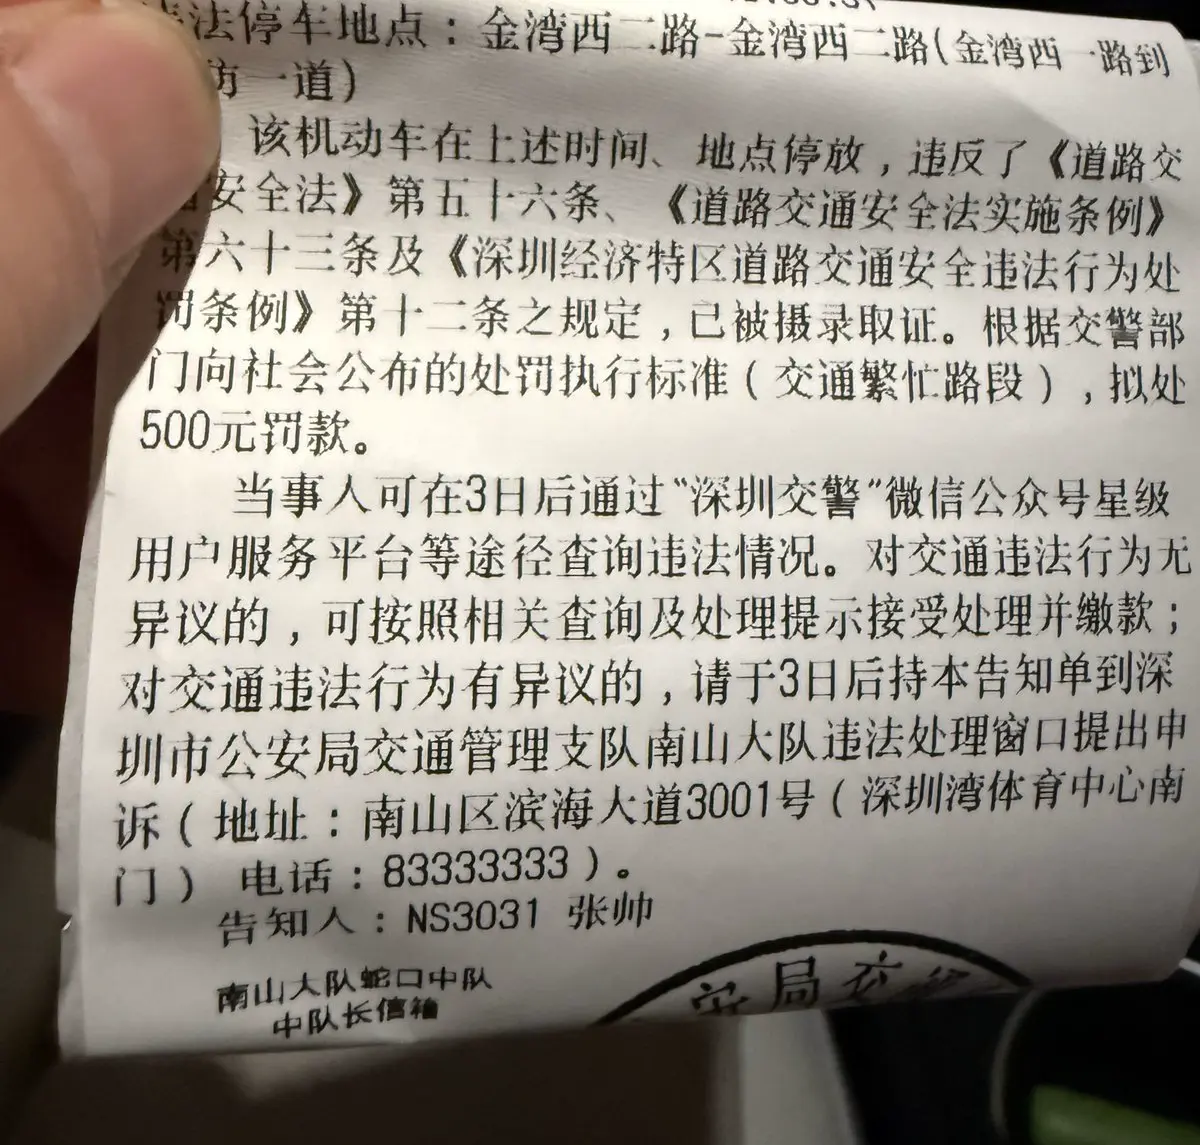 违法停车地点：金湾西二路-金湾西二路(金湾西一路到
一道)
该机动车在上述时间、地点停放，违反了《道路交
安全法》第五十六条、《道路交通安全法实施条例》
第六十三条及《深圳经济特区道路交通安全违法行为处
罚条例》第十二条之规定，已被摄录取证。根据交警部
门向社会公布的处罚执行标准（交通繁忙路段），拟处
500元罚款。
当事人可在3日后通过“深圳交警”微信公众号星级
用户服务平台等途径查询违法情况。对交通违法行为无
异议的，可按照相关查询及处理提示接受处理并缴款；
对交通违法行为有异议的，请于3日后持本告知单到深
圳市公安局交通管理支队南山大队违法处理窗口提出申
诉（地址：南山区滨海大道3001号（深圳湾体育中心南
门） 电话：83333333）。
告知人：NS3031 张帅
南山大队蛇口中队
中队长信箱
安局交